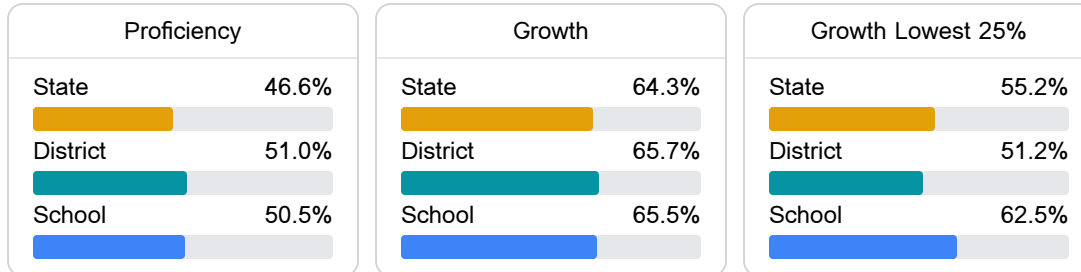 Proficiency
State 46.6%
District 51.0%
School 50.5%
Growth
State 64.3%
District 65.7%
School 65.5%
Growth Lowest 25%
State 55.2%
District 51.2%
School 62.5%